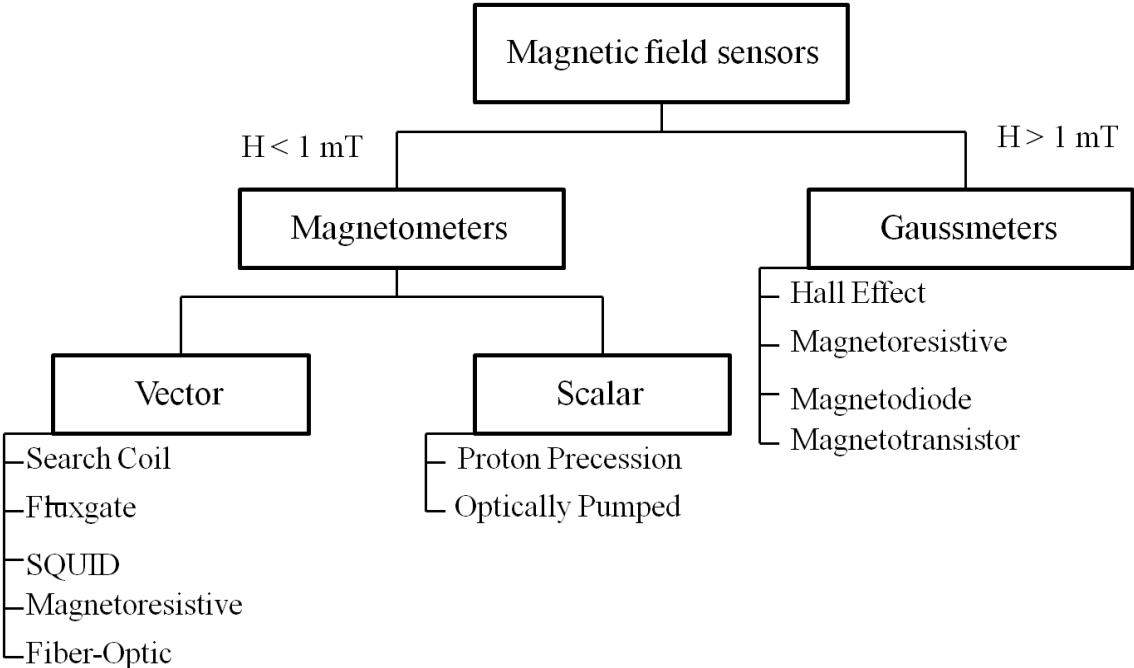 Magnetic field sensors
H < 1 mT
H > 1 mT
Magnetometers
Gaussmeters
Hall Effect
Magnetoresistive
Magnetodiode
Magnetotransistor
Vector
Scalar
Search Coil
Fluxgate
SQUID
Magnetoresistive
Fiber-Optic
Proton Precession
Optically Pumped